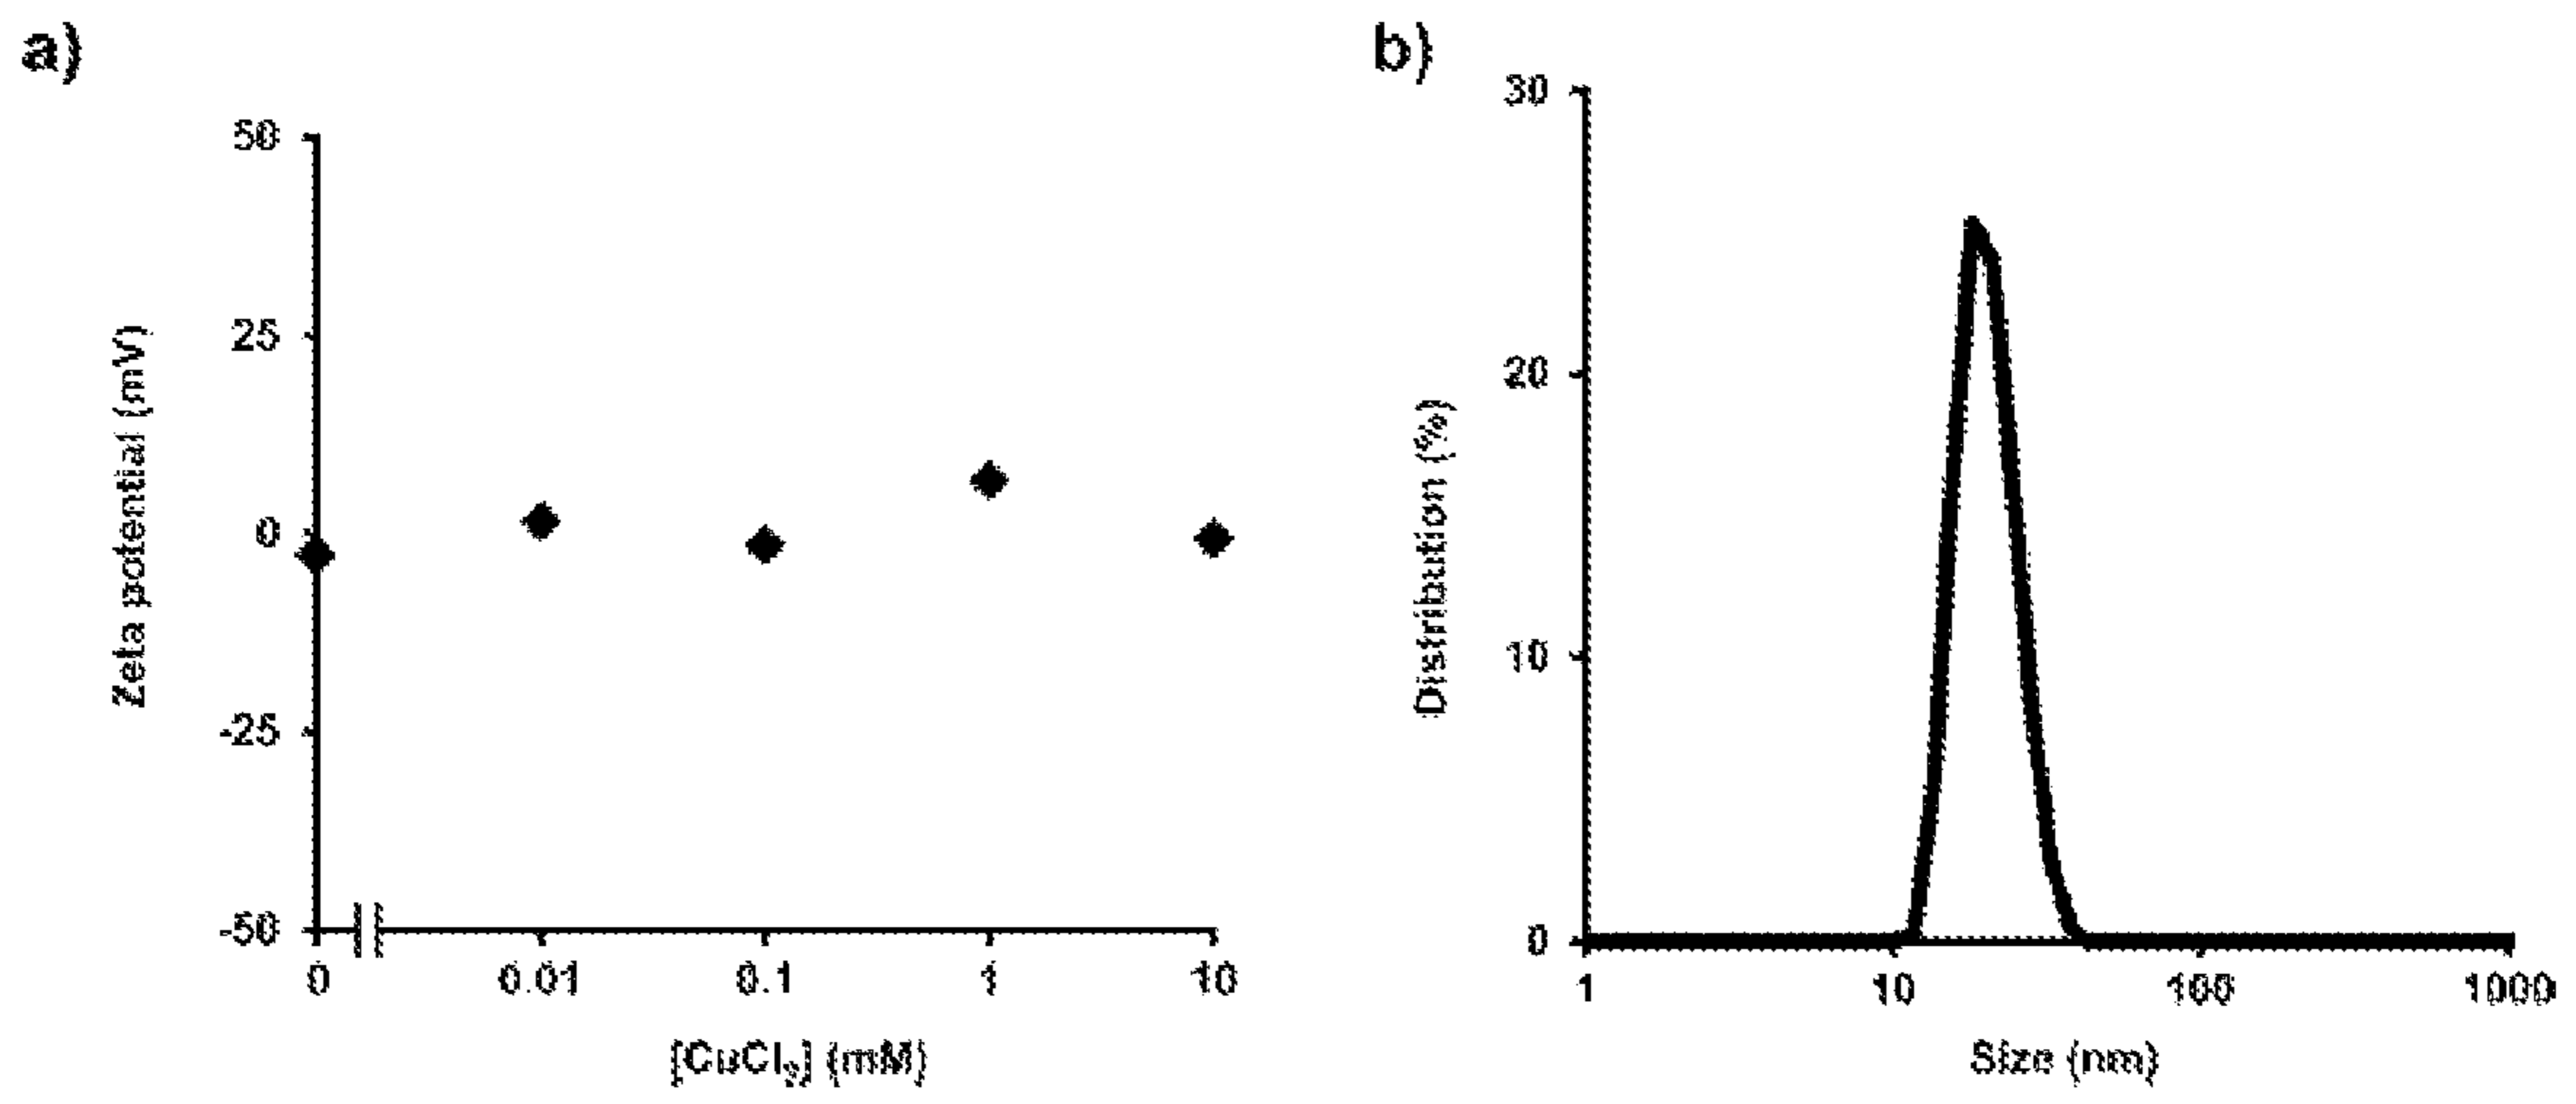 a)
50
25
0
-25
-50
Zeta potential (mV)
0 0.01 0.1 1 10
[CuCl₂] (mM)
b)
30
20
10
0
Distribution (%)
1 10 100 1000
Size (nm)